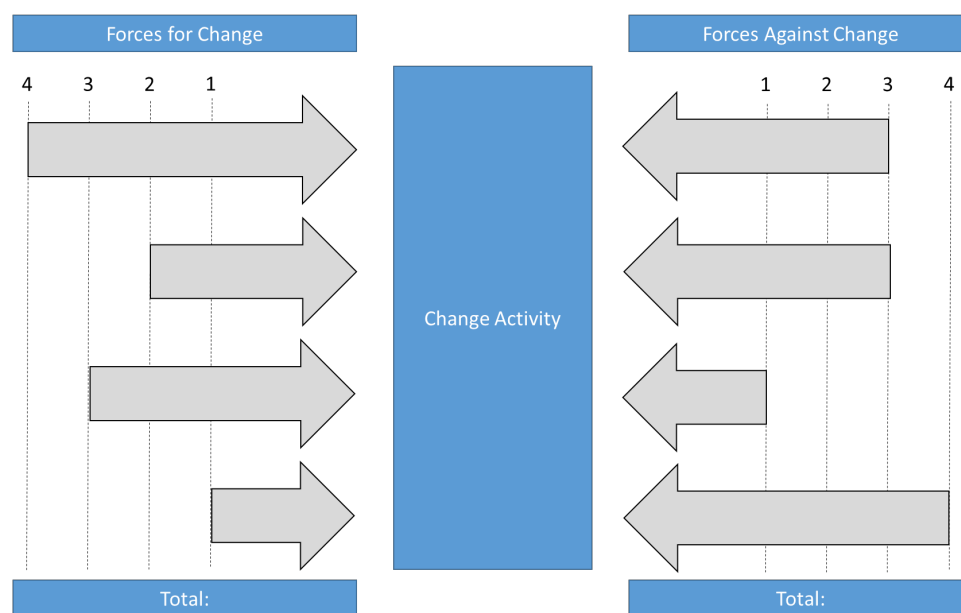 Forces for Change
Forces Against Change
4 3 2 1
1 2 3 4
Change Activity
Total:
Total: